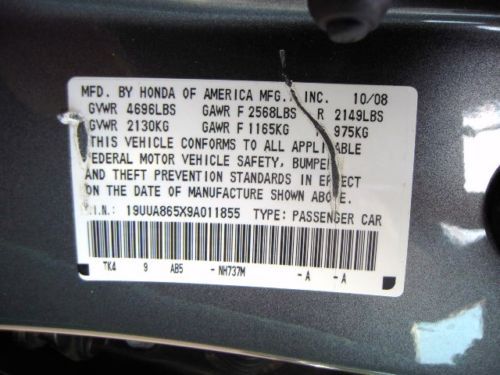 MFD. BY HONDA OF AMERICA MFG., INC. 10/08
GVWR 4696LBS GAWR F 2568LBS R 2149LBS
GVWR 2130KG GAWR F 1165KG 975KG
THIS VEHICLE CONFORMS TO ALL APPLICABLE
FEDERAL MOTOR VEHICLE SAFETY, BUMPER
AND THEFT PREVENTION STANDARDS IN EFFECT
ON THE DATE OF MANUFACTURE SHOWN ABOVE.
V.I.N.: 19UUA865X9A011855 TYPE: PASSENGER CAR
TK4 9 AB5 -NH737M -A -A